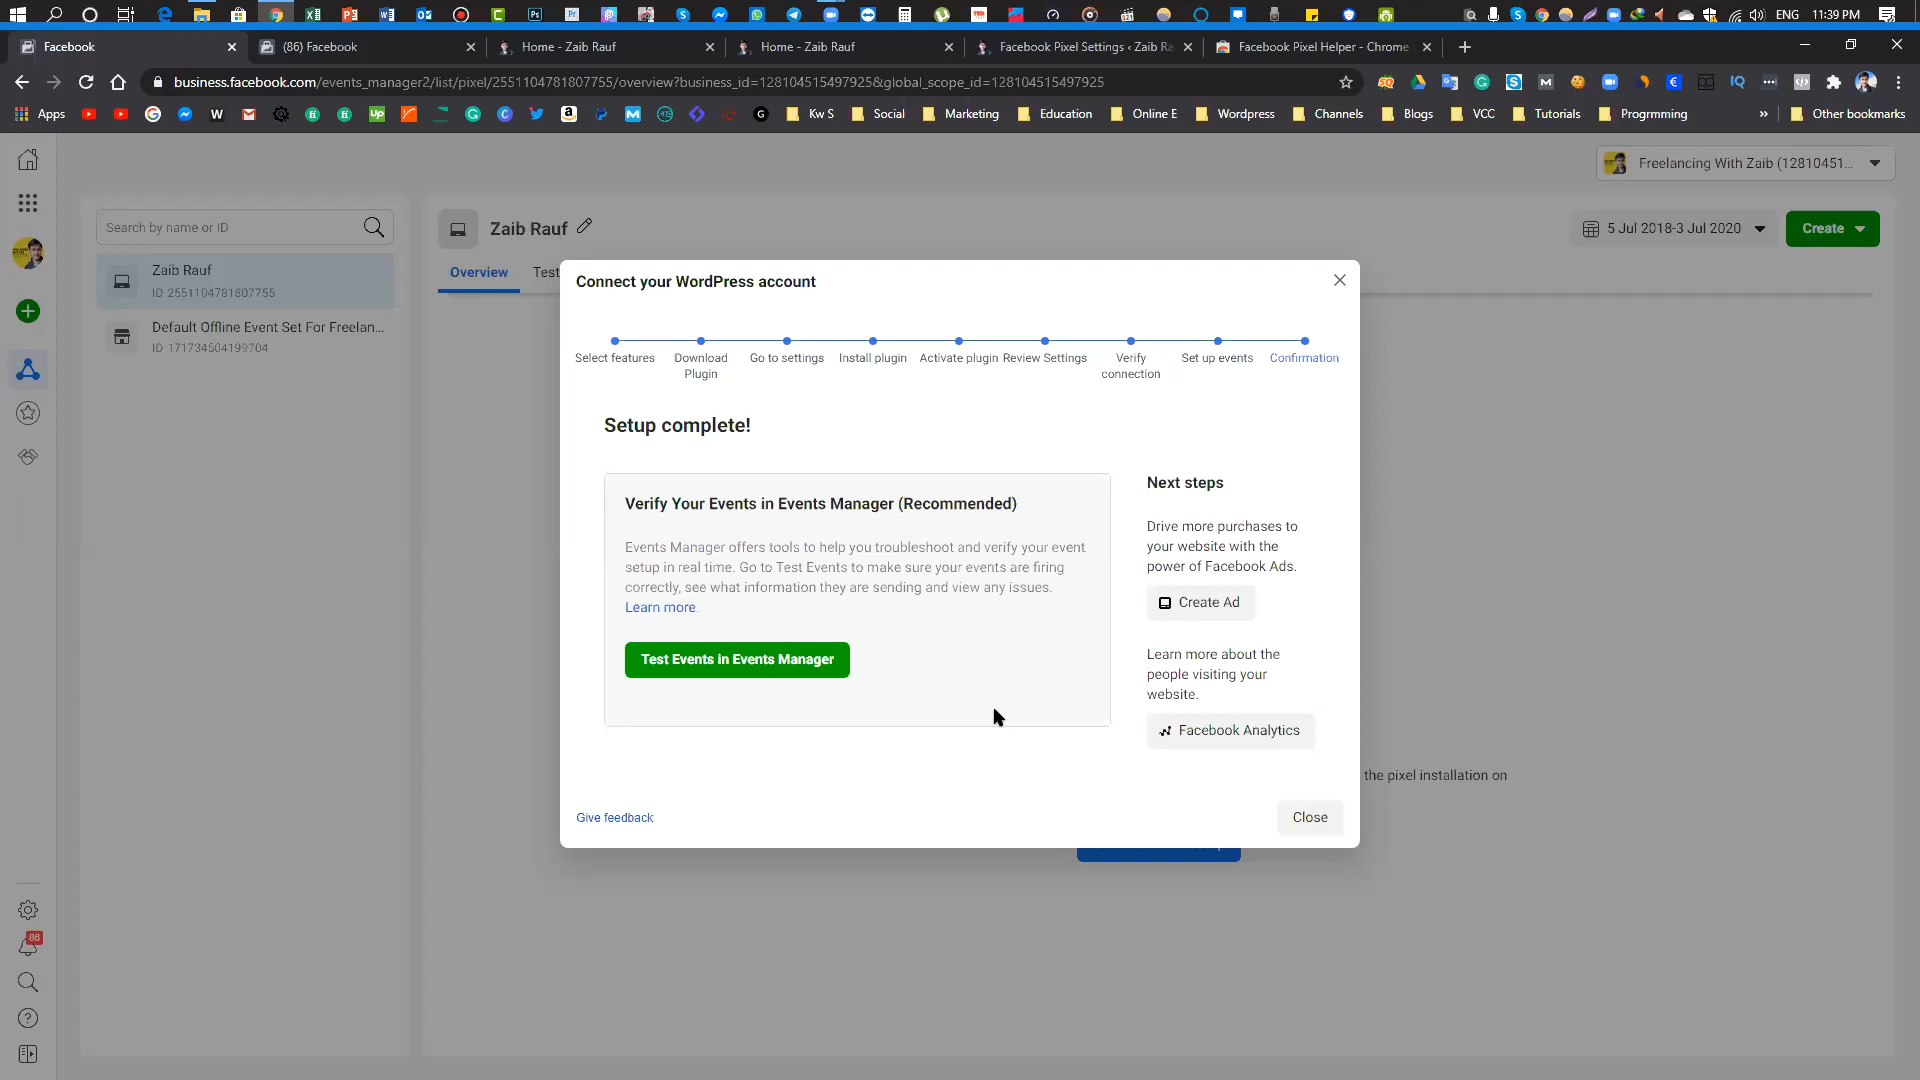 ENG 11:39 PM
Facebook
(86) Facebook
Home - Zaib Rauf
Home - Zaib Rauf
Facebook Pixel Settings ‹ Zaib Ra
Facebook Pixel Helper - Chrome
business.facebook.com/events_manager2/list/pixel/2551104781807755/overview?business_id=128104515497925&global_scope_id=128104515497925
Apps
Kw S
Social
Marketing
Education
Online E
Wordpress
Channels
Blogs
VCC
Tutorials
Progrmming
»
Other bookmarks
Freelancing With Zaib (12810451...
Search by name or ID
Zaib Rauf
ID 2551104781807755
Default Offline Event Set For Freelan...
ID 171734504199704
Zaib Rauf
5 Jul 2018-3 Jul 2020
Create
Overview
Test
Connect your WordPress account
Select features
Download Plugin
Go to settings
Install plugin
Activate plugin
Review Settings
Verify connection
Set up events
Confirmation
Setup complete!
Verify Your Events in Events Manager (Recommended)
Events Manager offers tools to help you troubleshoot and verify your event
setup in real time. Go to Test Events to make sure your events are firing
correctly, see what information they are sending and view any issues.
Learn more.
Test Events in Events Manager
Next steps
Drive more purchases to
your website with the
power of Facebook Ads.
Create Ad
Learn more about the
people visiting your
website.
Facebook Analytics
the pixel installation on
Give feedback
Close
86